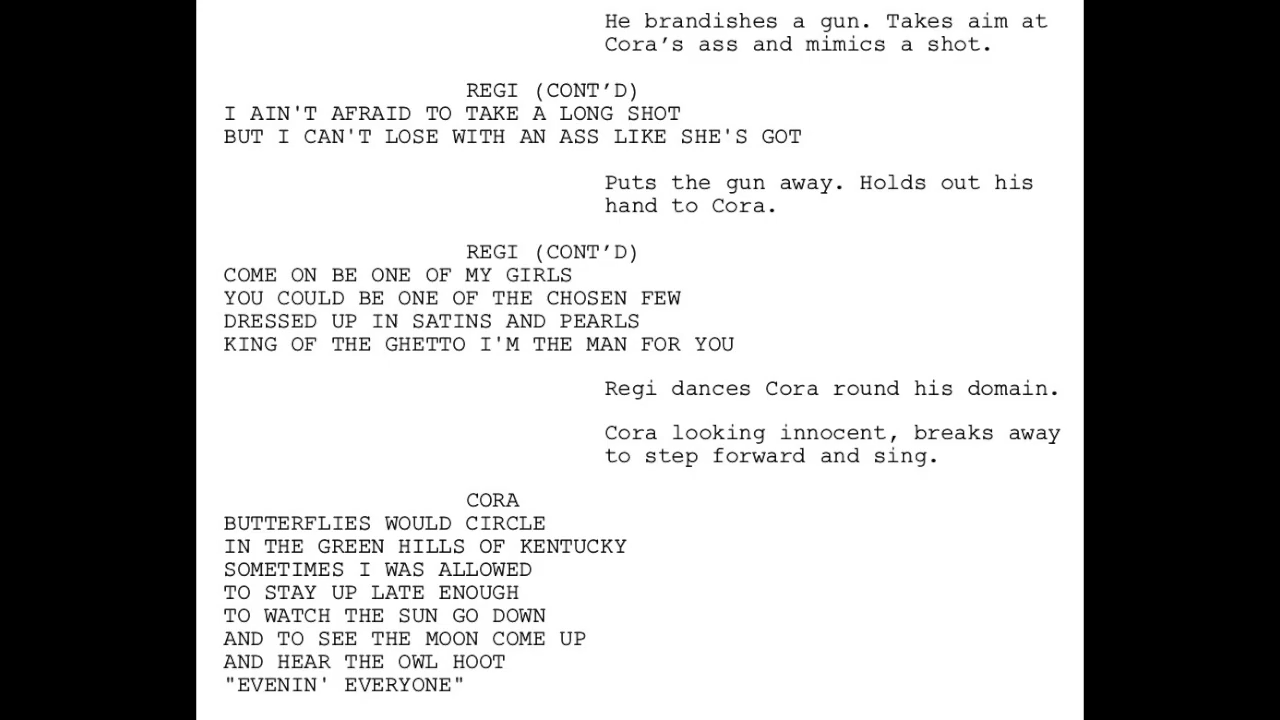 He brandishes a gun. Takes aim at
Cora’s ass and mimics a shot.
REGI (CONT’D)
I AIN'T AFRAID TO TAKE A LONG SHOT
BUT I CAN'T LOSE WITH AN ASS LIKE SHE'S GOT
Puts the gun away. Holds out his
hand to Cora.
REGI (CONT’D)
COME ON BE ONE OF MY GIRLS
YOU COULD BE ONE OF THE CHOSEN FEW
DRESSED UP IN SATINS AND PEARLS
KING OF THE GHETTO I'M THE MAN FOR YOU
Regi dances Cora round his domain.
Cora looking innocent, breaks away
to step forward and sing.
CORA
BUTTERFLIES WOULD CIRCLE
IN THE GREEN HILLS OF KENTUCKY
SOMETIMES I WAS ALLOWED
TO STAY UP LATE ENOUGH
TO WATCH THE SUN GO DOWN
AND TO SEE THE MOON COME UP
AND HEAR THE OWL HOOT
"EVENIN' EVERYONE"